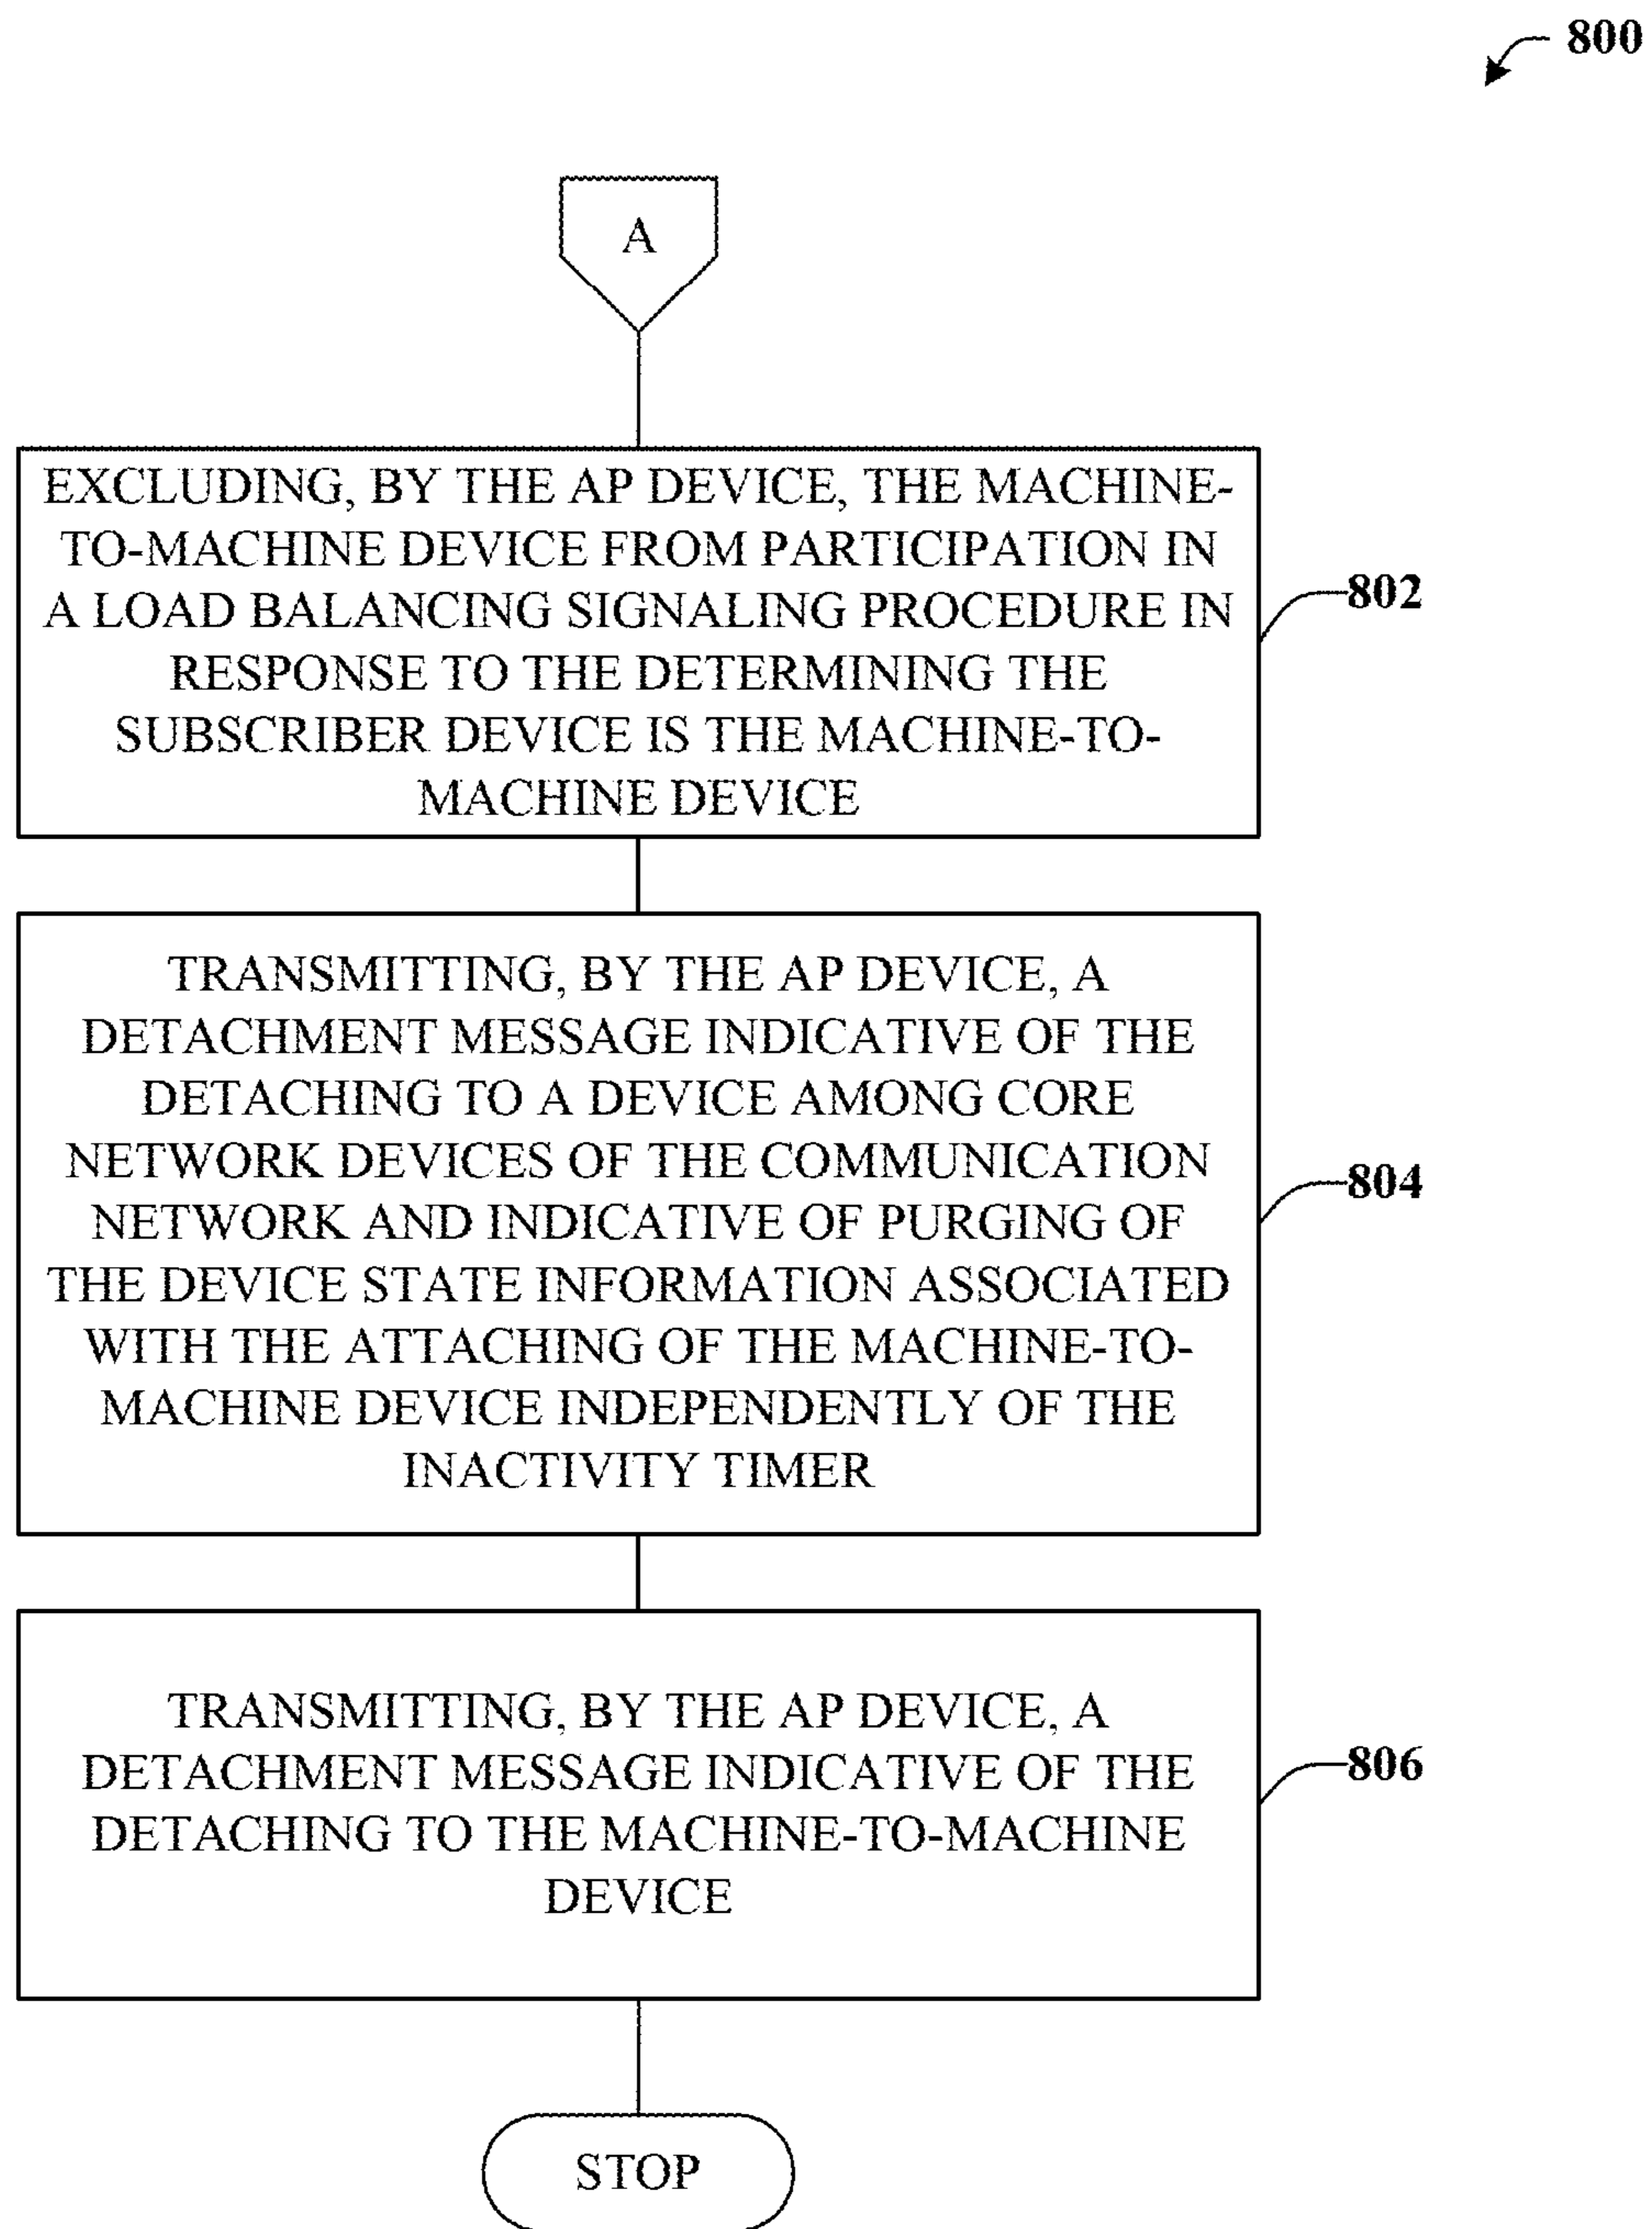 800
A
EXCLUDING, BY THE AP DEVICE, THE MACHINE-
TO-MACHINE DEVICE FROM PARTICIPATION IN
A LOAD BALANCING SIGNALING PROCEDURE IN
RESPONSE TO THE DETERMINING THE
SUBSCRIBER DEVICE IS THE MACHINE-TO-
MACHINE DEVICE
802
TRANSMITTING, BY THE AP DEVICE, A
DETACHMENT MESSAGE INDICATIVE OF THE
DETACHING TO A DEVICE AMONG CORE
NETWORK DEVICES OF THE COMMUNICATION
NETWORK AND INDICATIVE OF PURGING OF
THE DEVICE STATE INFORMATION ASSOCIATED
WITH THE ATTACHING OF THE MACHINE-TO-
MACHINE DEVICE INDEPENDENTLY OF THE
INACTIVITY TIMER
804
TRANSMITTING, BY THE AP DEVICE, A
DETACHMENT MESSAGE INDICATIVE OF THE
DETACHING TO THE MACHINE-TO-MACHINE
DEVICE
806
STOP